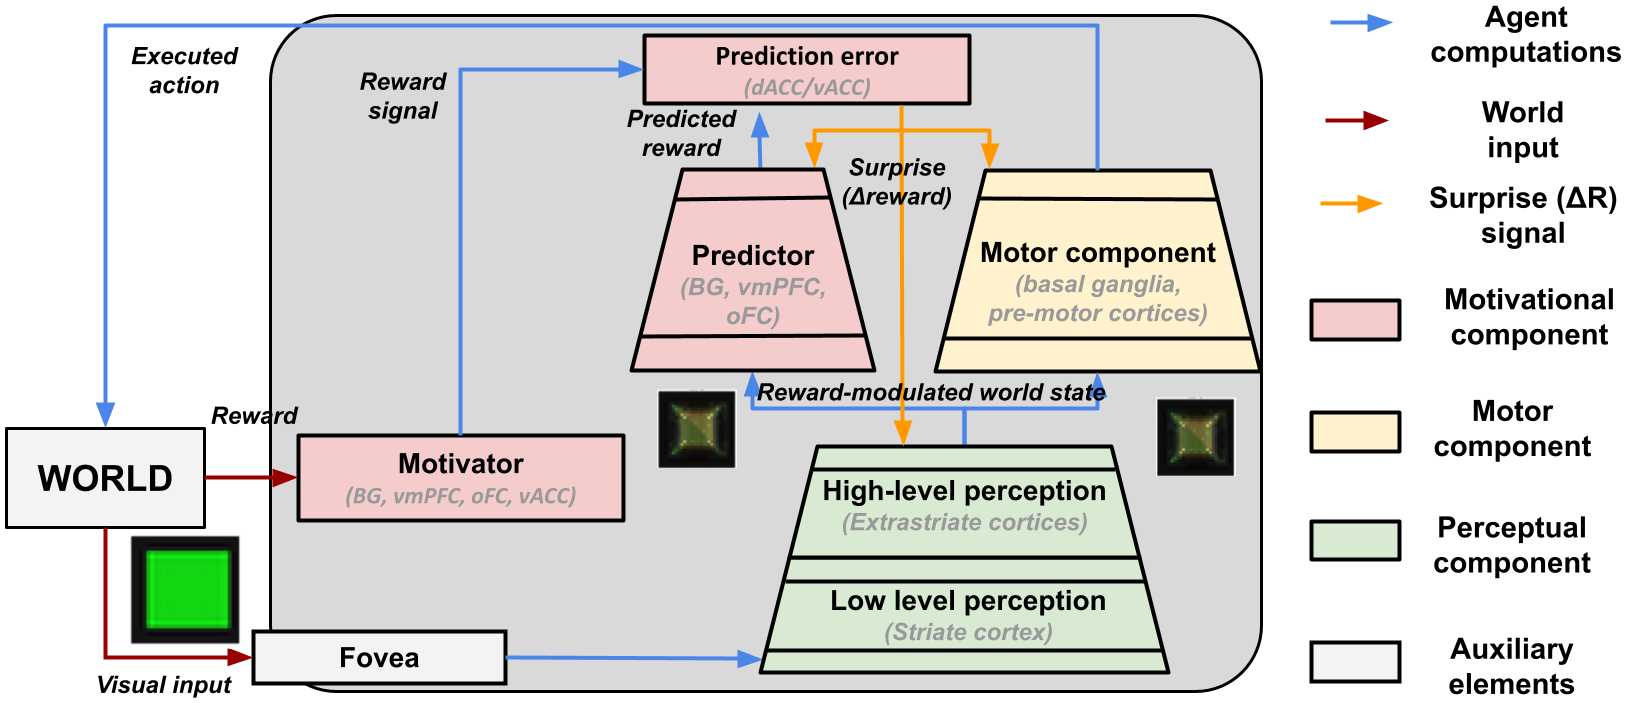 Executed
action
Reward
signal
Prediction error
(dACC/vACC)
Predicted
reward
Surprise
(Δreward)
Predictor
(BG, vmPFC,
oFC)
Motor component
(basal ganglia,
pre-motor cortices)
Reward-modulated world state
Reward
WORLD
Motivator
(BG, vmPFC, oFC, vACC)
High-level perception
(Extrastriate cortices)
Low level perception
(Striate cortex)
Fovea
Visual input
Agent
computations
World
input
Surprise (ΔR)
signal
Motivational
component
Motor
component
Perceptual
component
Auxiliary
elements